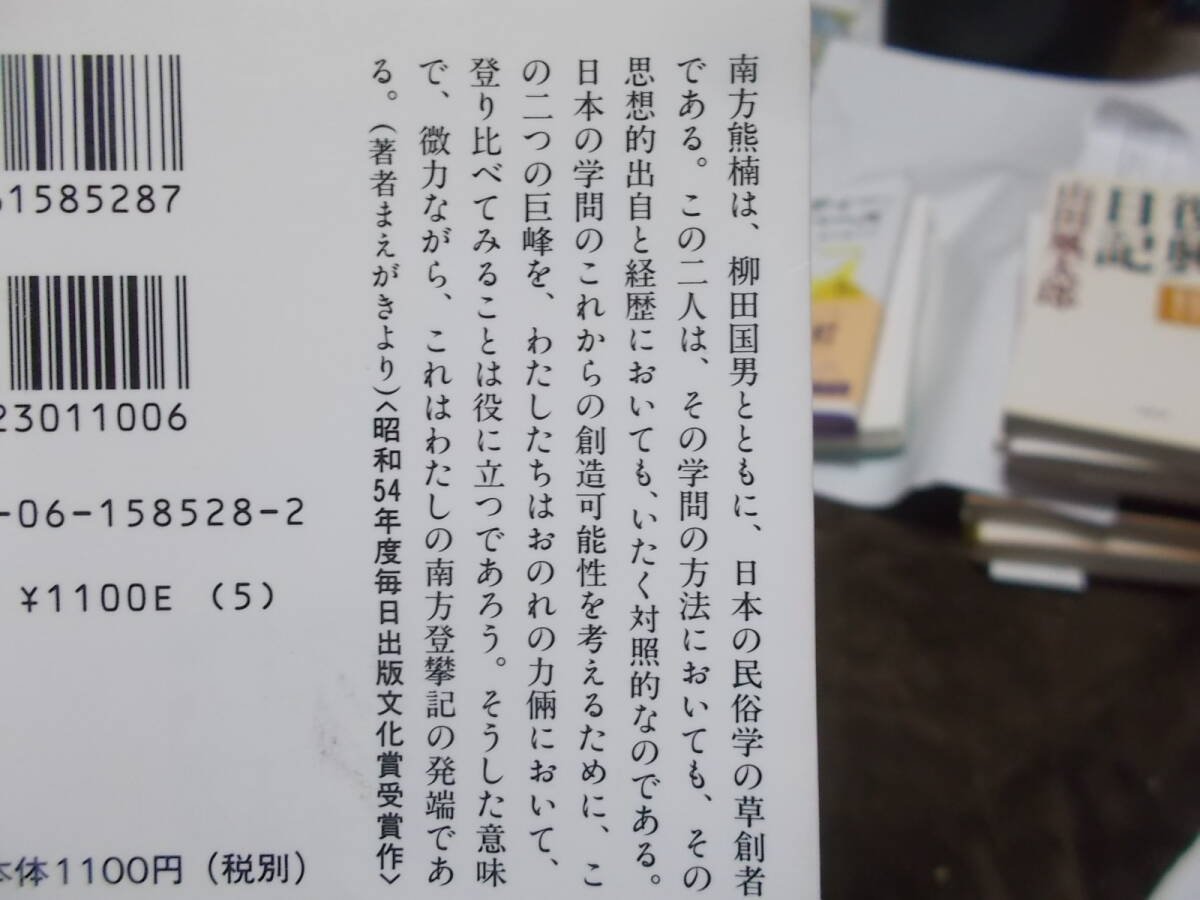 南方熊楠は、柳田国男とともに、日本の民俗学の草創者
である。この二人は、その学問の方法においても、その
思想的出自と経歴においても、いたく対照的なのである。
日本の学問のこれからの創造可能性を考えるために、こ
の二つの巨峰を、わたしたちはおのれの力倆において、
登り比べてみることは役に立つであろう。そうした意味
で、微力ながら、これはわたしの南方登攀記の発端であ
る。(著者まえがきより)<昭和54年度毎日出版文化賞受賞作>
61585287
23011006
-06-158528-2
¥1100E (5)
本体1100円(税別)
日記
山田風太郎